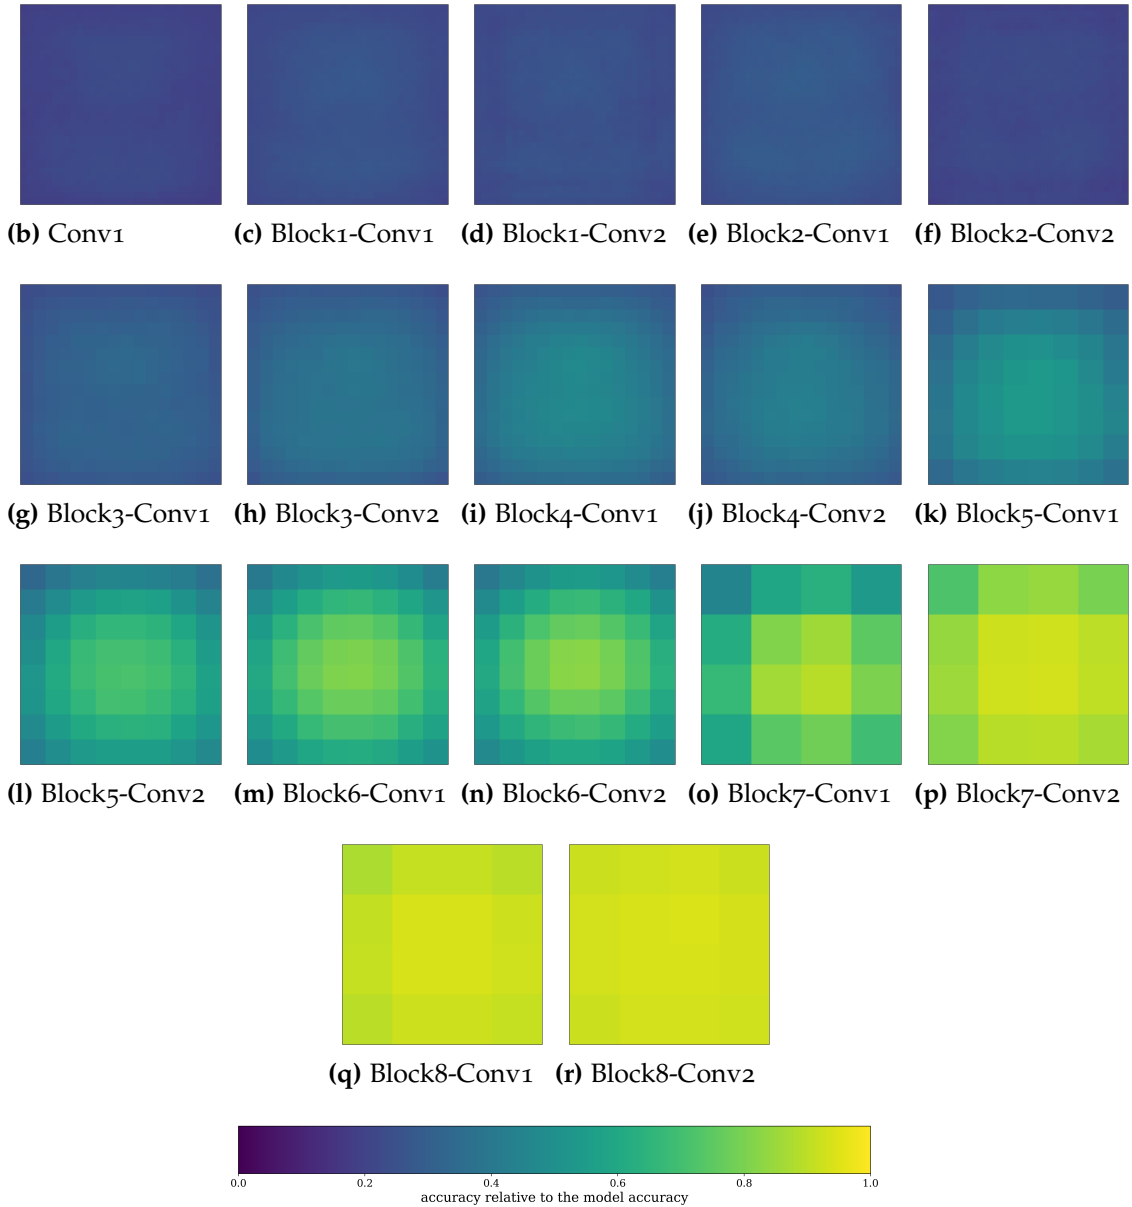 (b) Conv1 (c) Block1-Conv1 (d) Block1-Conv2 (e) Block2-Conv1 (f) Block2-Conv2
(g) Block3-Conv1 (h) Block3-Conv2 (i) Block4-Conv1 (j) Block4-Conv2 (k) Block5-Conv1
(l) Block5-Conv2 (m) Block6-Conv1 (n) Block6-Conv2 (o) Block7-Conv1 (p) Block7-Conv2
(q) Block8-Conv1 (r) Block8-Conv2
0.0 0.2 0.4 0.6 0.8 1.0
accuracy relative to the model accuracy